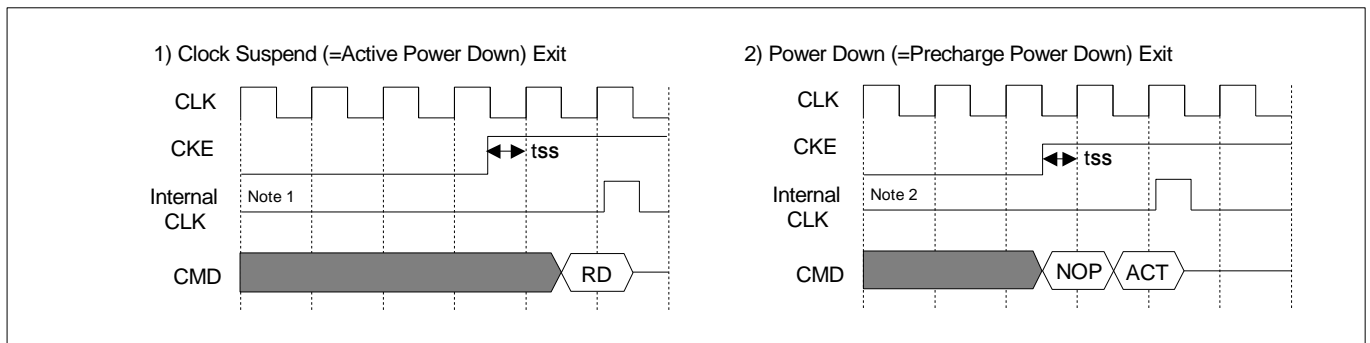 1) Clock Suspend (=Active Power Down) Exit
CLK
CKE
tss
Internal
CLK
Note 1
CMD
RD
2) Power Down (=Precharge Power Down) Exit
CLK
CKE
tss
Internal
CLK
Note 2
CMD
NOP
ACT